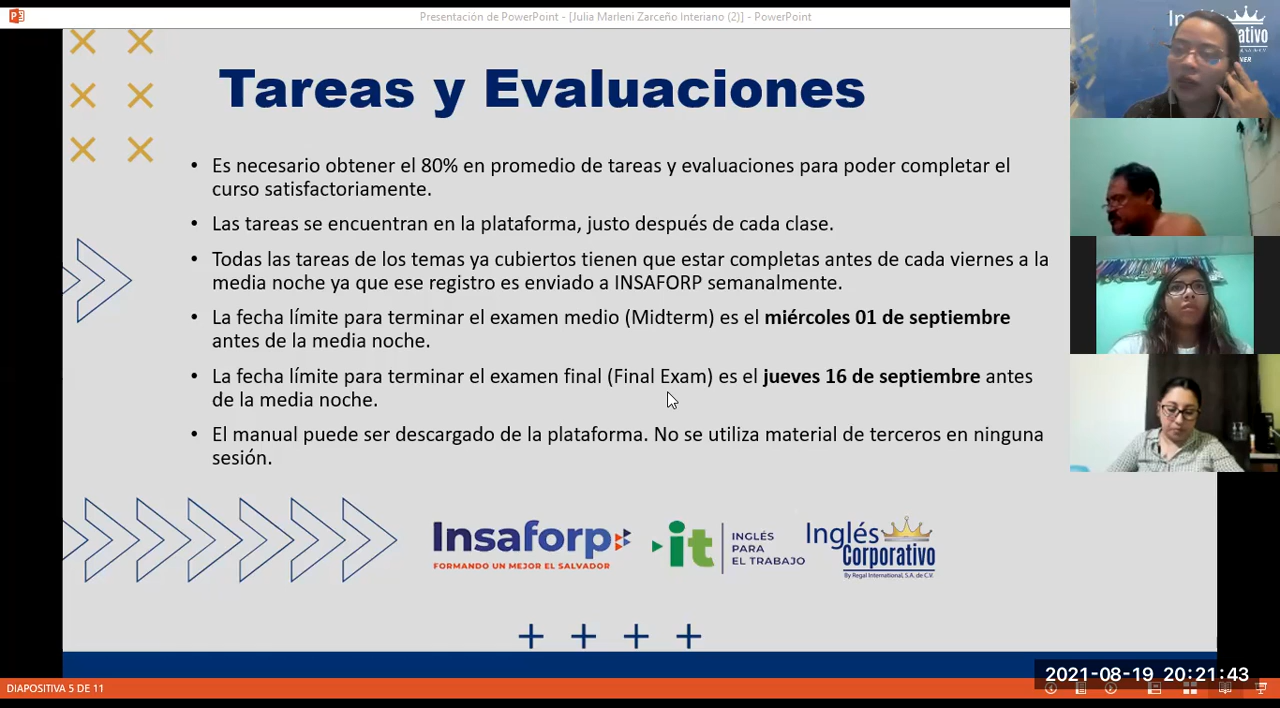 Presentación de PowerPoint - [Julia Marleni Zarceño Interiano (2)] - PowerPoint
Tareas y Evaluaciones
• Es necesario obtener el 80% en promedio de tareas y evaluaciones para poder completar el
curso satisfactoriamente.
• Las tareas se encuentran en la plataforma, justo después de cada clase.
• Todas las tareas de los temas ya cubiertos tienen que estar completas antes de cada viernes a la
media noche ya que ese registro es enviado a INSAFORP semanalmente.
• La fecha límite para terminar el examen medio (Midterm) es el miércoles 01 de septiembre
antes de la media noche.
• La fecha límite para terminar el examen final (Final Exam) es el jueves 16 de septiembre antes
de la media noche.
• El manual puede ser descargado de la plataforma. No se utiliza material de terceros en ninguna
sesión.
Insaforp
FORMANDO UN MEJOR EL SALVADOR
it
INGLÉS
PARA
EL TRABAJO
Inglés
Corporativo
By Regal International, S.A. de C.V.
2021-08-19 20:21:43
DIAPOSITIVA 5 DE 11